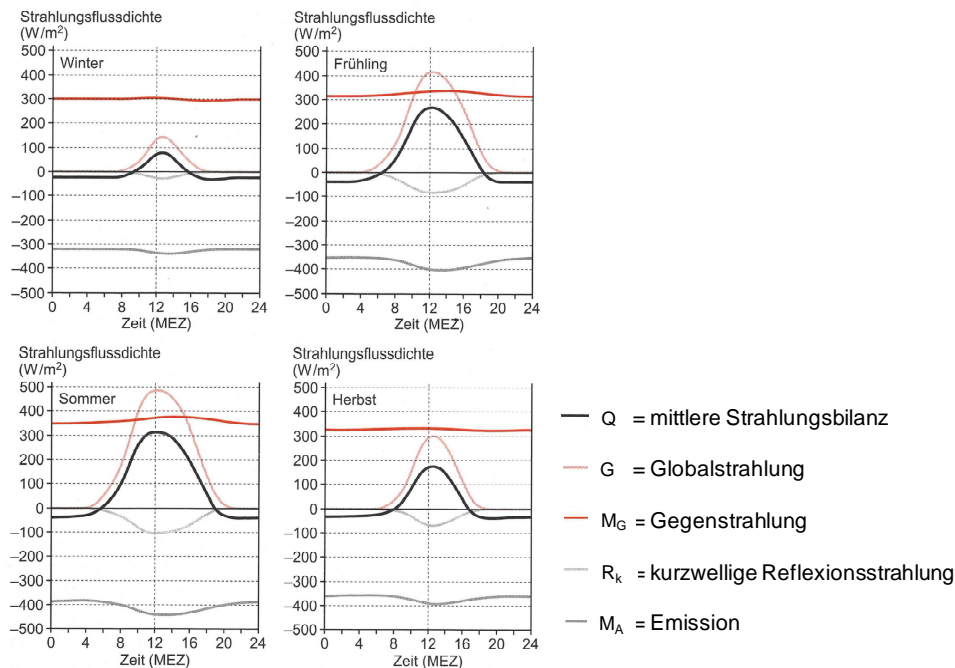 Strahlungsflussdichte
(W/m²)
500
Winter
400
300
200
100
0
–100
–200
–300
–400
–500
0 4 8 12 16 20 24
Zeit (MEZ)
Strahlungsflussdichte
(W/m²)
500
Frühling
400
300
200
100
0
–100
–200
–300
–400
–500
0 4 8 12 16 20 24
Zeit (MEZ)
Strahlungsflussdichte
(W/m²)
500
Sommer
400
300
200
100
0
–100
–200
–300
–400
–500
0 4 8 12 16 20 24
Zeit (MEZ)
Strahlungsflussdichte
(W/m²)
500
Herbst
400
300
200
100
0
–100
–200
–300
–400
–500
0 4 8 12 16 20 24
Zeit (MEZ)
Q = mittlere Strahlungsbilanz
G = Globalstrahlung
M_G = Gegenstrahlung
R_k = kurzwellige Reflexionsstrahlung
M_A = Emission